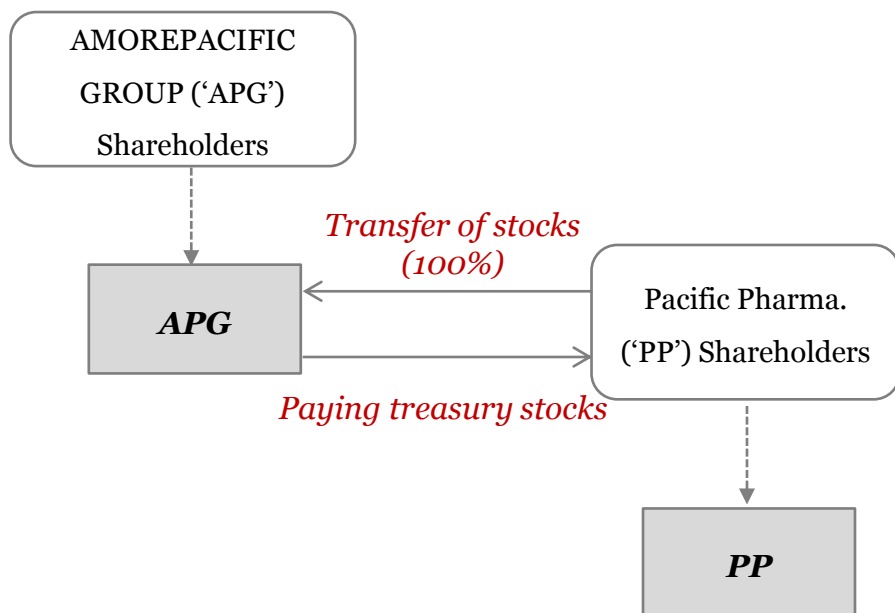 AMOREPACIFIC
GROUP (‘APG’)
Shareholders
Transfer of stocks
(100%)
APG
Pacific Pharma.
(‘PP’) Shareholders
Paying treasury stocks
PP